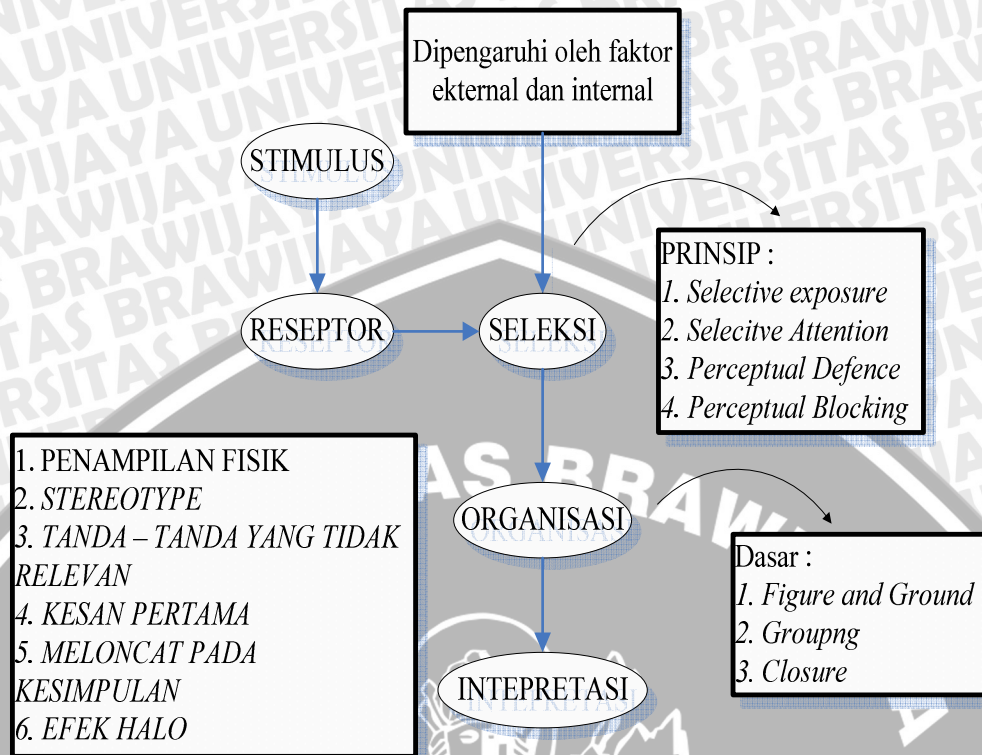 Dipengaruhi oleh faktor
ekternal dan internal
STIMULUS
RESEPTOR
SELEKSI
PRINSIP :
1. Selective exposure
2. Selecitve Attention
3. Perceptual Defence
4. Perceptual Blocking
1. PENAMPILAN FISIK
2. STEREOTYPE
3. TANDA – TANDA YANG TIDAK
RELEVAN
4. KESAN PERTAMA
5. MELONCAT PADA
KESIMPULAN
6. EFEK HALO
ORGANISASI
Dasar :
1. Figure and Ground
2. Groupng
3. Closure
INTEPRETASI